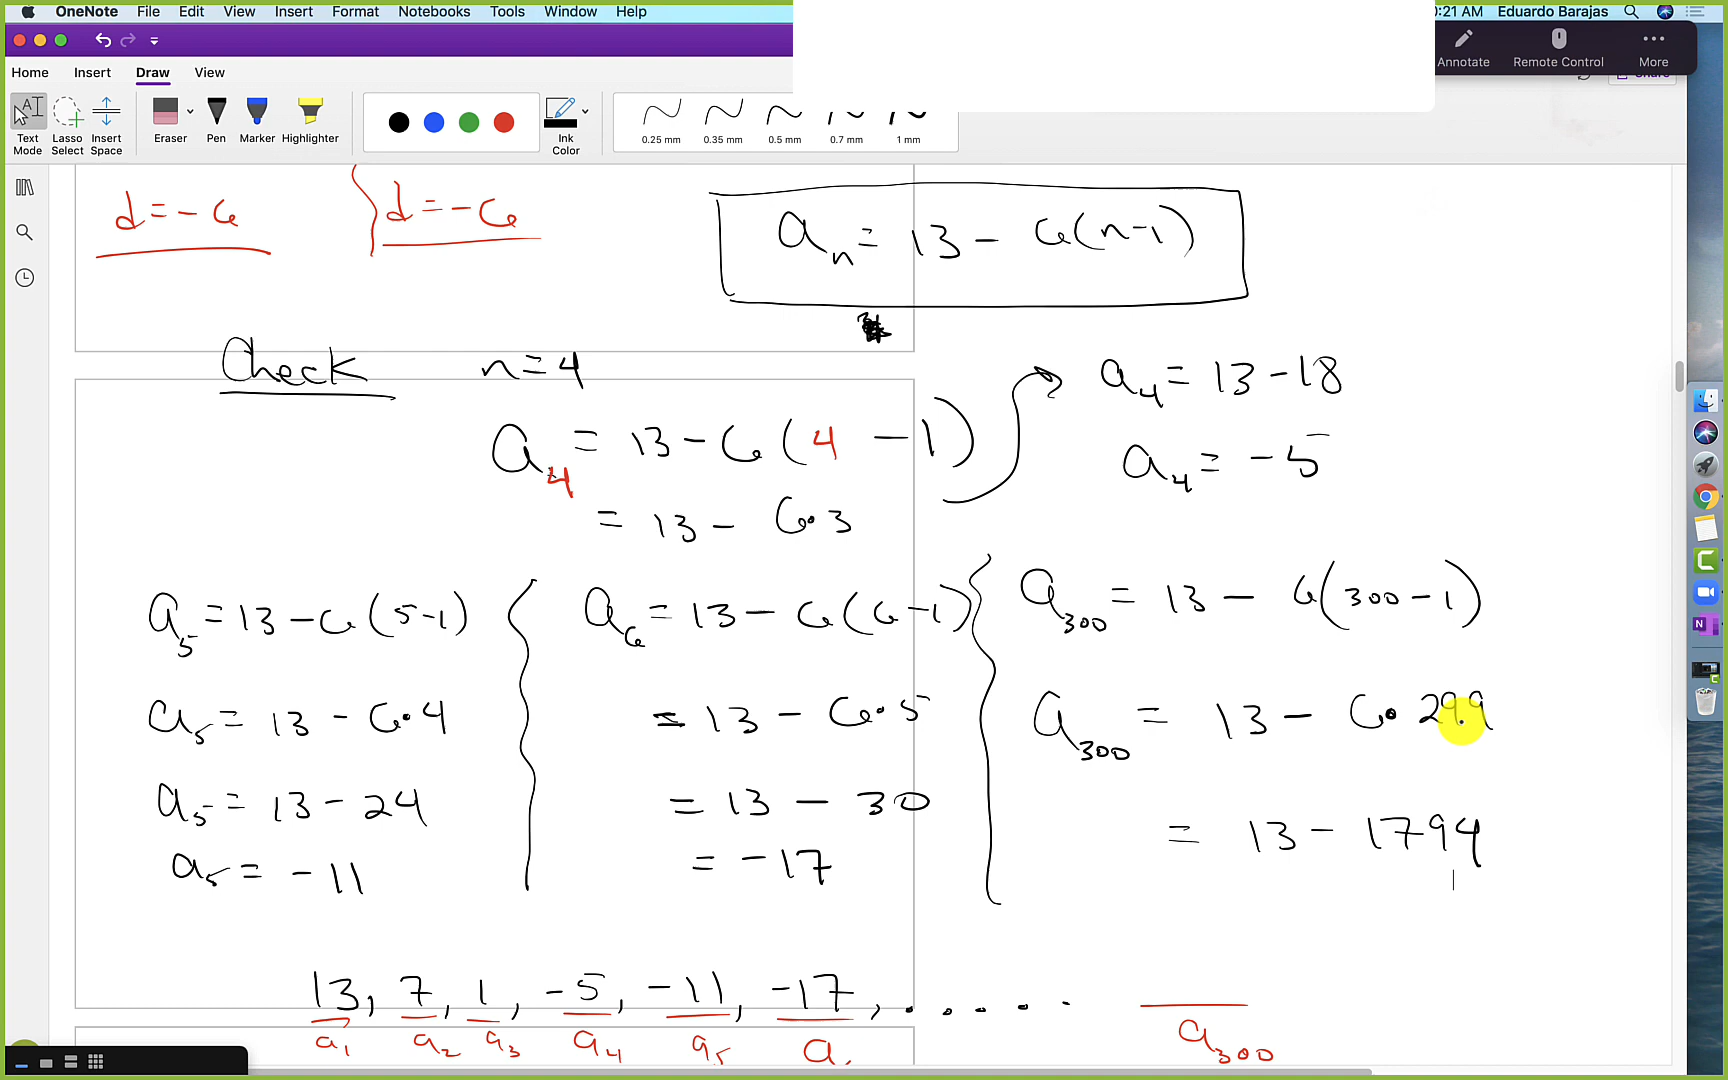 OneNote File Edit View Insert Format Notebooks Tools Window Help
0:21 AM Eduardo Barajas
Annotate Remote Control More
Home Insert Draw View
Share
Text Mode
Lasso Select
Insert Space
Eraser
Pen
Marker
Highlighter
Ink Color
0.25 mm 0.35 mm 0.5 mm 0.7 mm 1 mm
d = -6
d = -6
aₙ = 13 - 6(n-1)
Check n = 4
a₄ = 13 - 6(4 - 1)
= 13 - 6·3
a₄ = 13 - 18
a₄ = -5
a₅ = 13 - 6(5-1)
a₅ = 13 - 6·4
a₅ = 13 - 24
a₅ = -11
a₆ = 13 - 6(6-1)
= 13 - 6·5
= 13 - 30
= -17
a₃₀₀ = 13 - 6(300-1)
a₃₀₀ = 13 - 6·299
= 13 - 1794
13, 7, 1, -5, -11, -17, ......
a₁ a₂ a₃ a₄ a₅ a a₃₀₀